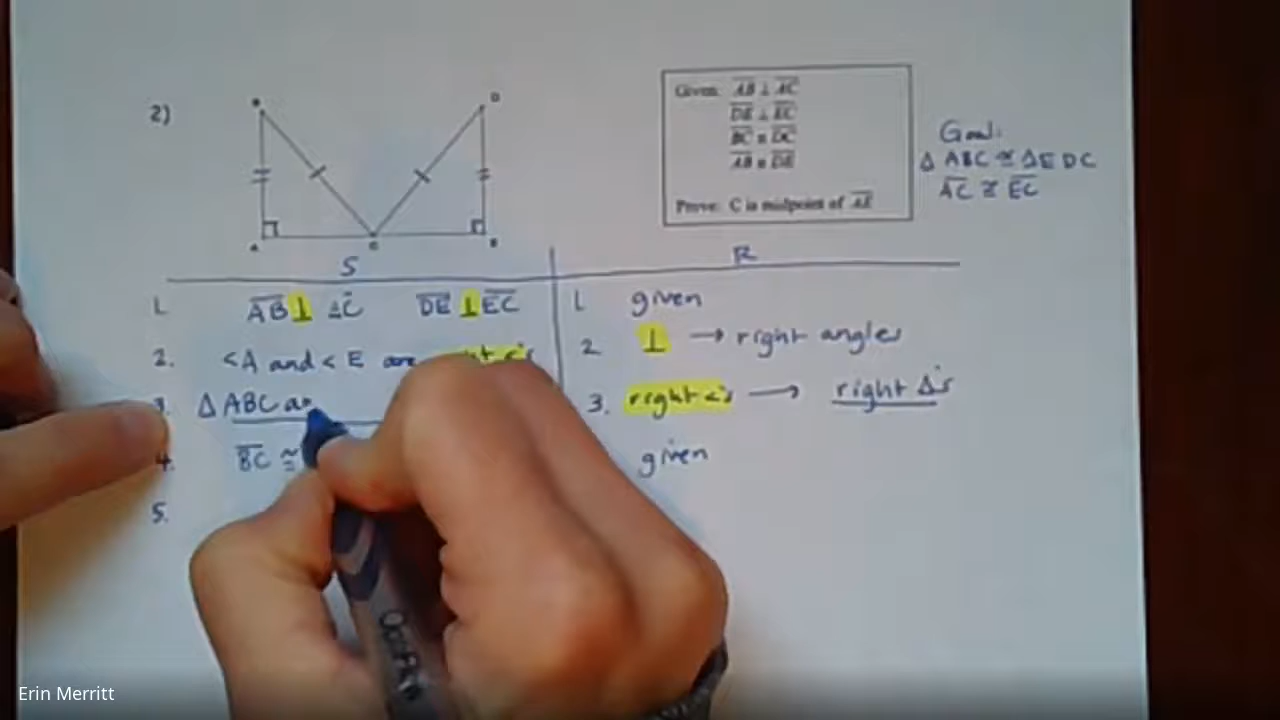 2)
Given: AB ⊥ AC
DE ⊥ EC
BC ≅ DC
AB ≅ DE
Prove: C is midpoint of AE
Goal:
Δ ABC ≅ Δ EDC
AC ≅ EC
D
C
S R
1. AB ⊥ AC DE ⊥ EC 1. given
2. <A and <E are <'s 2 ⊥ → right angles
3. Δ ABC 3. right <'s → right Δ's
4. BC ≅ given
5.
Erin Merritt